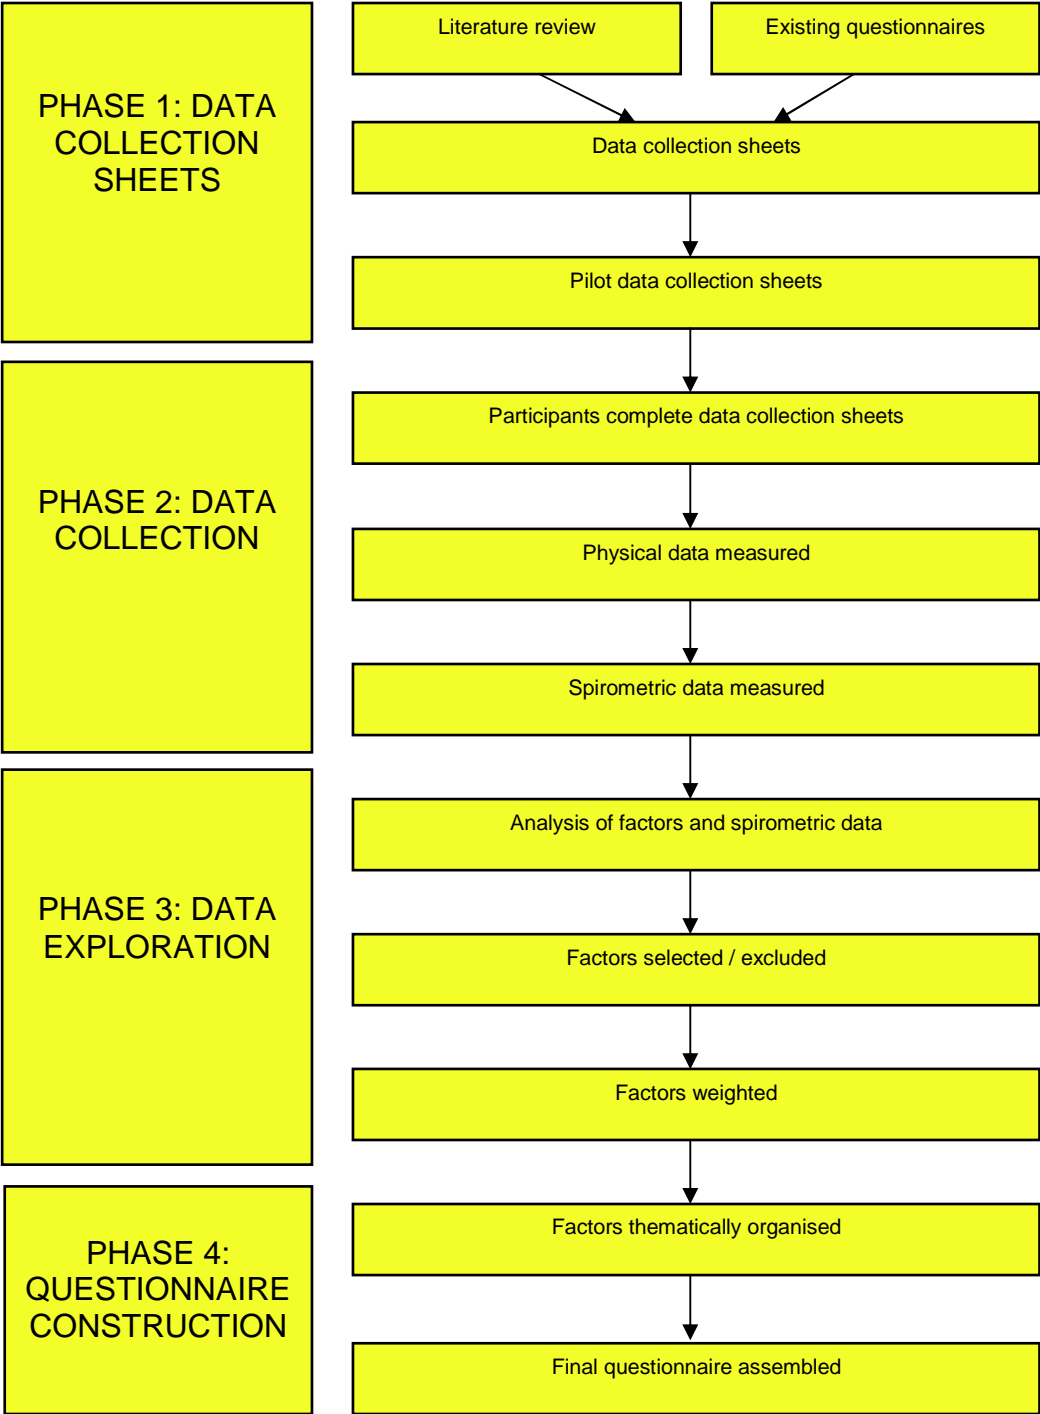 PHASE 1: DATA
COLLECTION
SHEETS
Literature review
Existing questionnaires
Data collection sheets
Pilot data collection sheets
PHASE 2: DATA
COLLECTION
Participants complete data collection sheets
Physical data measured
Spirometric data measured
PHASE 3: DATA
EXPLORATION
Analysis of factors and spirometric data
Factors selected / excluded
Factors weighted
PHASE 4:
QUESTIONNAIRE
CONSTRUCTION
Factors thematically organised
Final questionnaire assembled